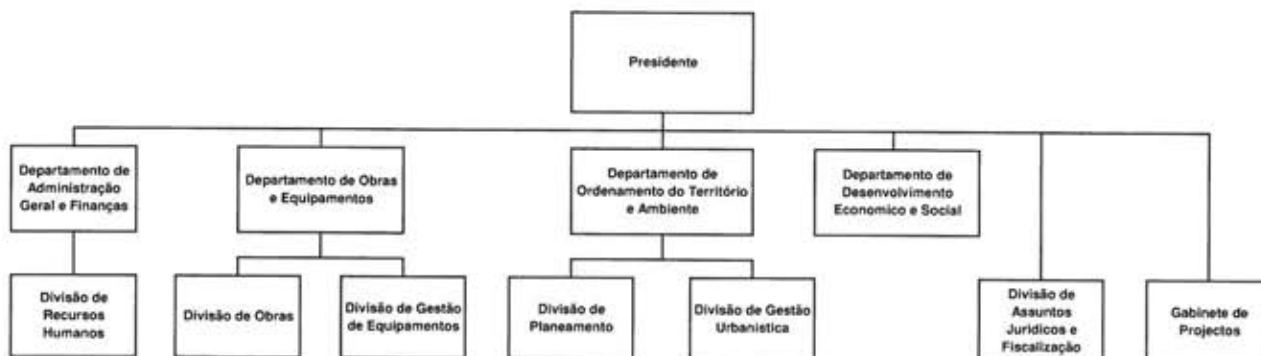 Presidente
Departamento de
Administração
Geral e Finanças
Departamento de Obras
e Equipamentos
Departamento de
Ordenamento do Território
e Ambiente
Departamento de
Desenvolvimento
Economico e Social
Divisão de
Recursos
Humanos
Divisão de Obras
Divisão de Gestão
de Equipamentos
Divisão de
Planeamento
Divisão de Gestão
Urbanistica
Divisão de
Assuntos
Juridicos e
Fiscalização
Gabinete de
Projectos